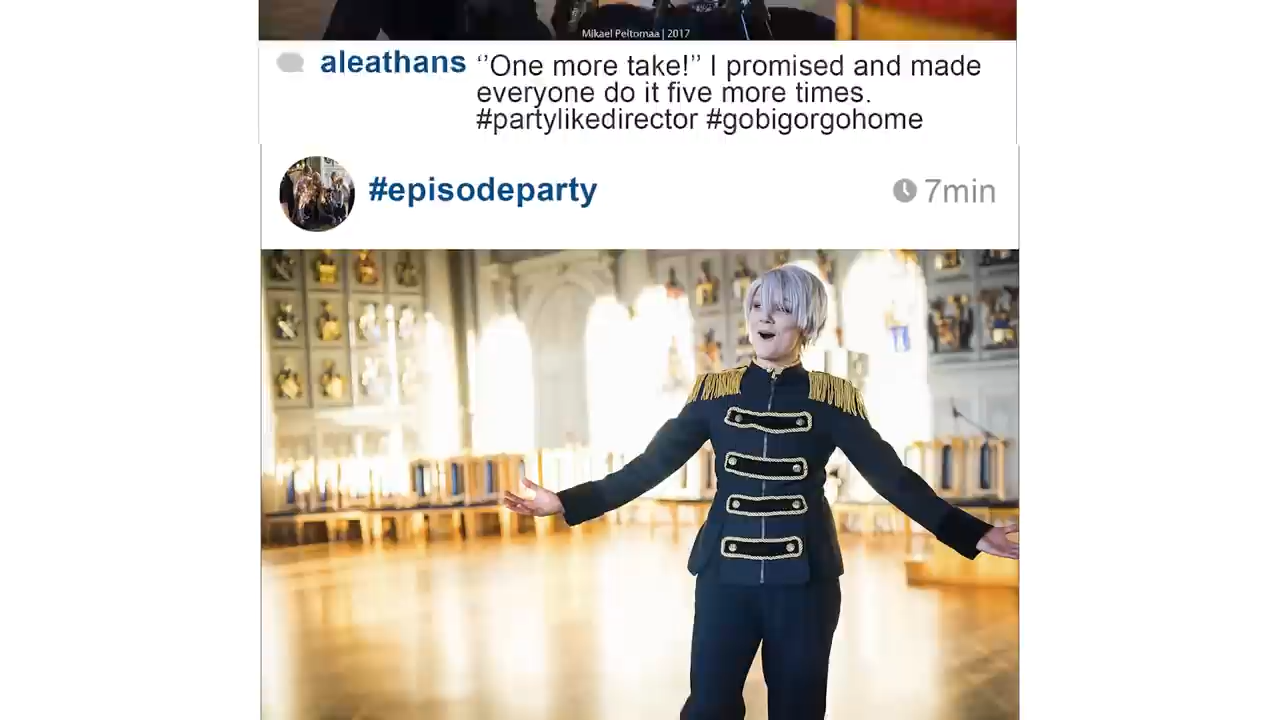 Mikael Peltomaa | 2017
aleathans ‘’One more take!’’ I promised and made
everyone do it five more times.
#partylikedirector #gobigorgohome
#episodeparty 7min